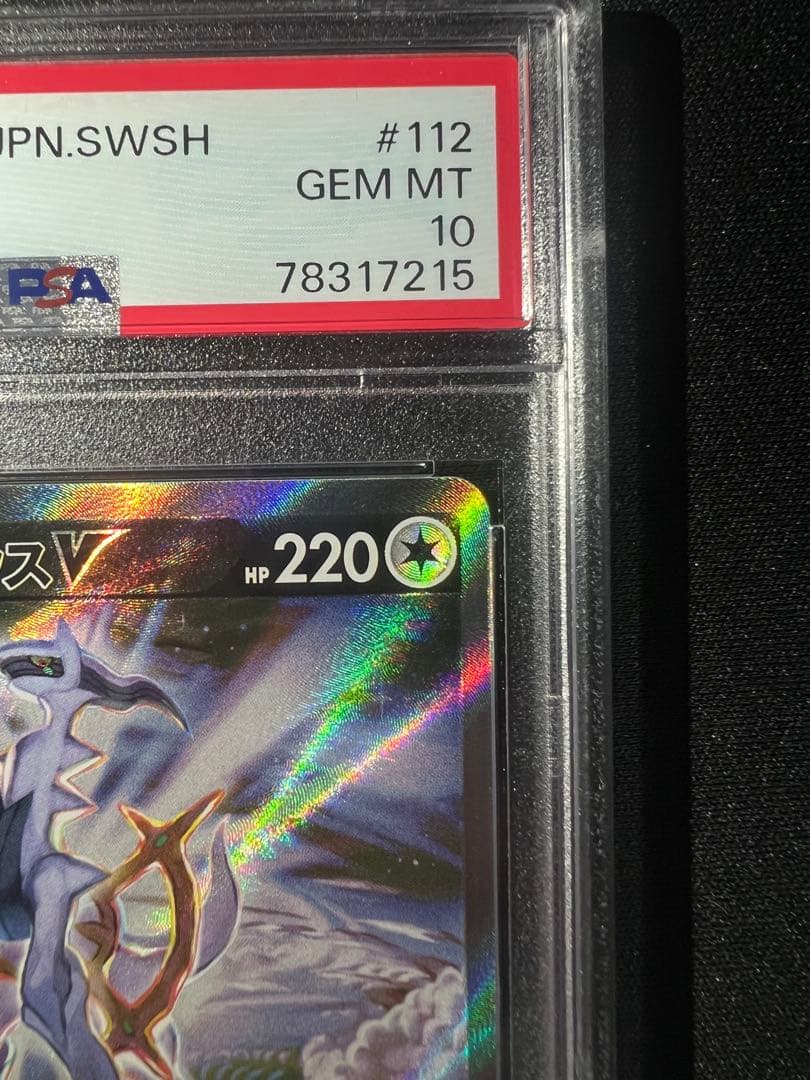 JPN.SWSH #112
GEM MT
10
PSA 78317215
スV HP 220